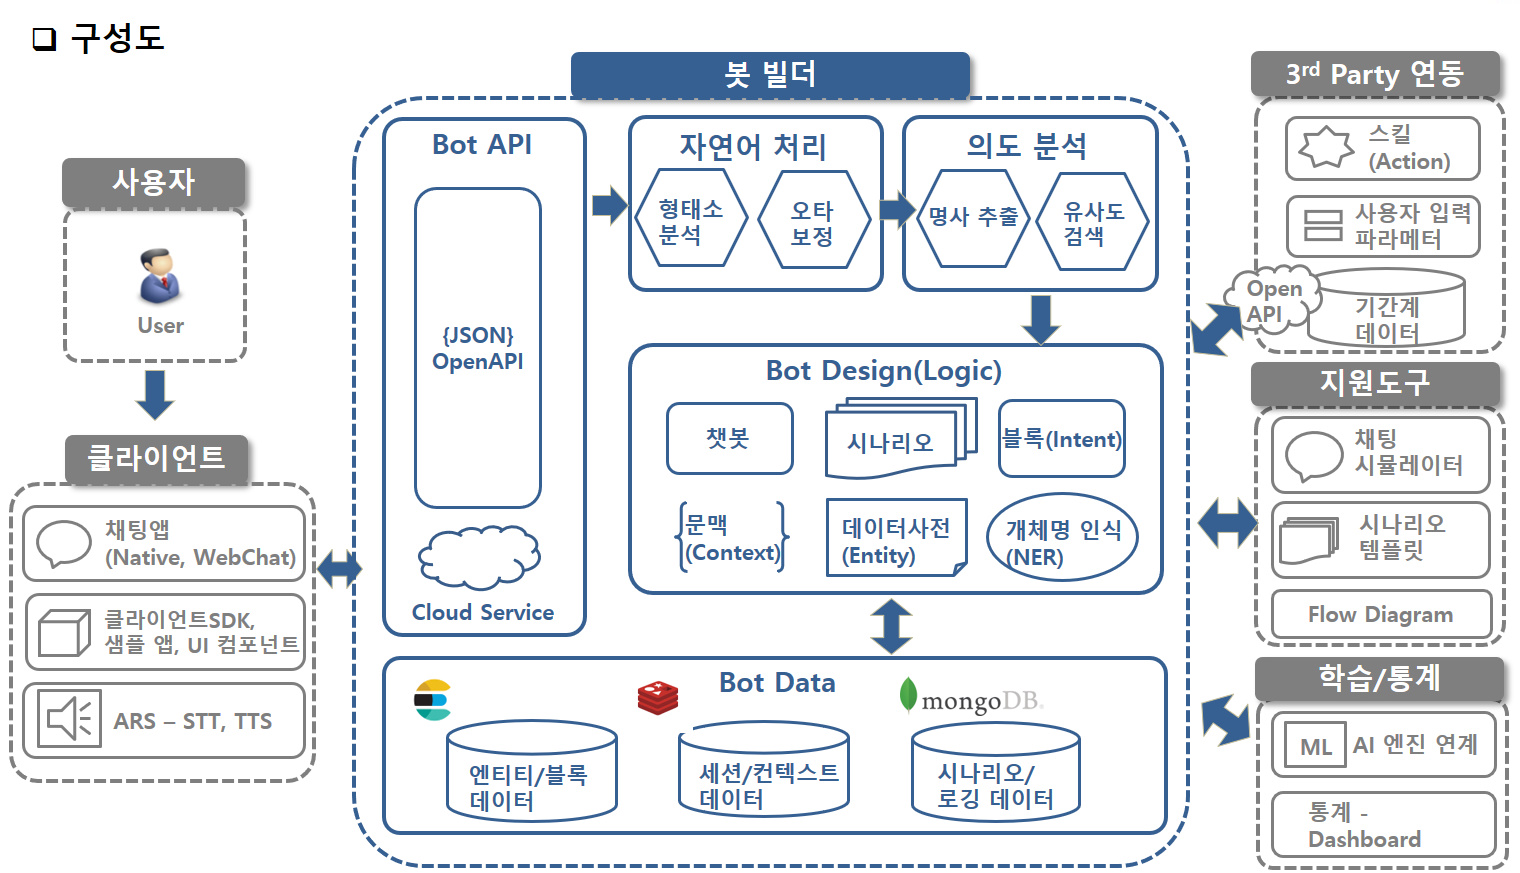 ❑ 구성도
봇 빌더
3rd Party 연동
사용자
User
클라이언트
채팅앱
(Native, WebChat)
클라이언트SDK,
샘플 앱, UI 컴포넌트
ARS – STT, TTS
Bot API
{JSON}
OpenAPI
Cloud Service
자연어 처리
형태소
분석
오타
보정
의도 분석
명사 추출
유사도
검색
Bot Design(Logic)
챗봇
시나리오
블록(Intent)
문맥
(Context)
데이터사전
(Entity)
개체명 인식
(NER)
Bot Data
mongoDB
엔티티/블록
데이터
세션/컨텍스트
데이터
시나리오/
로깅 데이터
스킬
(Action)
사용자 입력
파라메터
Open
API
기간계
데이터
지원도구
채팅
시뮬레이터
시나리오
템플릿
Flow Diagram
학습/통계
ML
AI 엔진 연계
통계 -
Dashboard